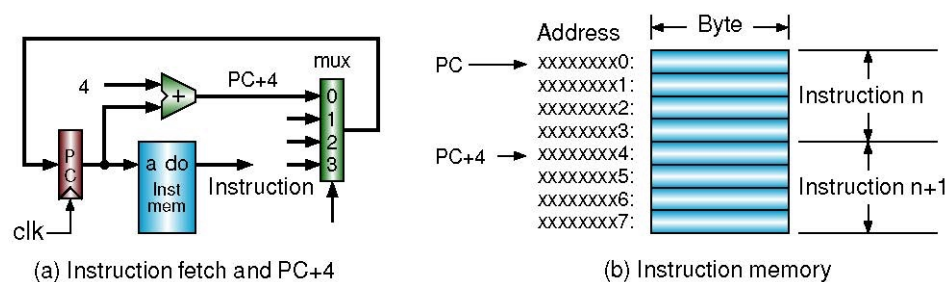 mux
4
+
PC+4
0
1
2
3
P
C
a do
Inst
mem
Instruction
clk
(a) Instruction fetch and PC+4
Address
Byte
PC
xxxxxxxx0:
xxxxxxxx1:
xxxxxxxx2:
xxxxxxxx3:
Instruction n
PC+4
xxxxxxxx4:
xxxxxxxx5:
xxxxxxxx6:
xxxxxxxx7:
Instruction n+1
(b) Instruction memory